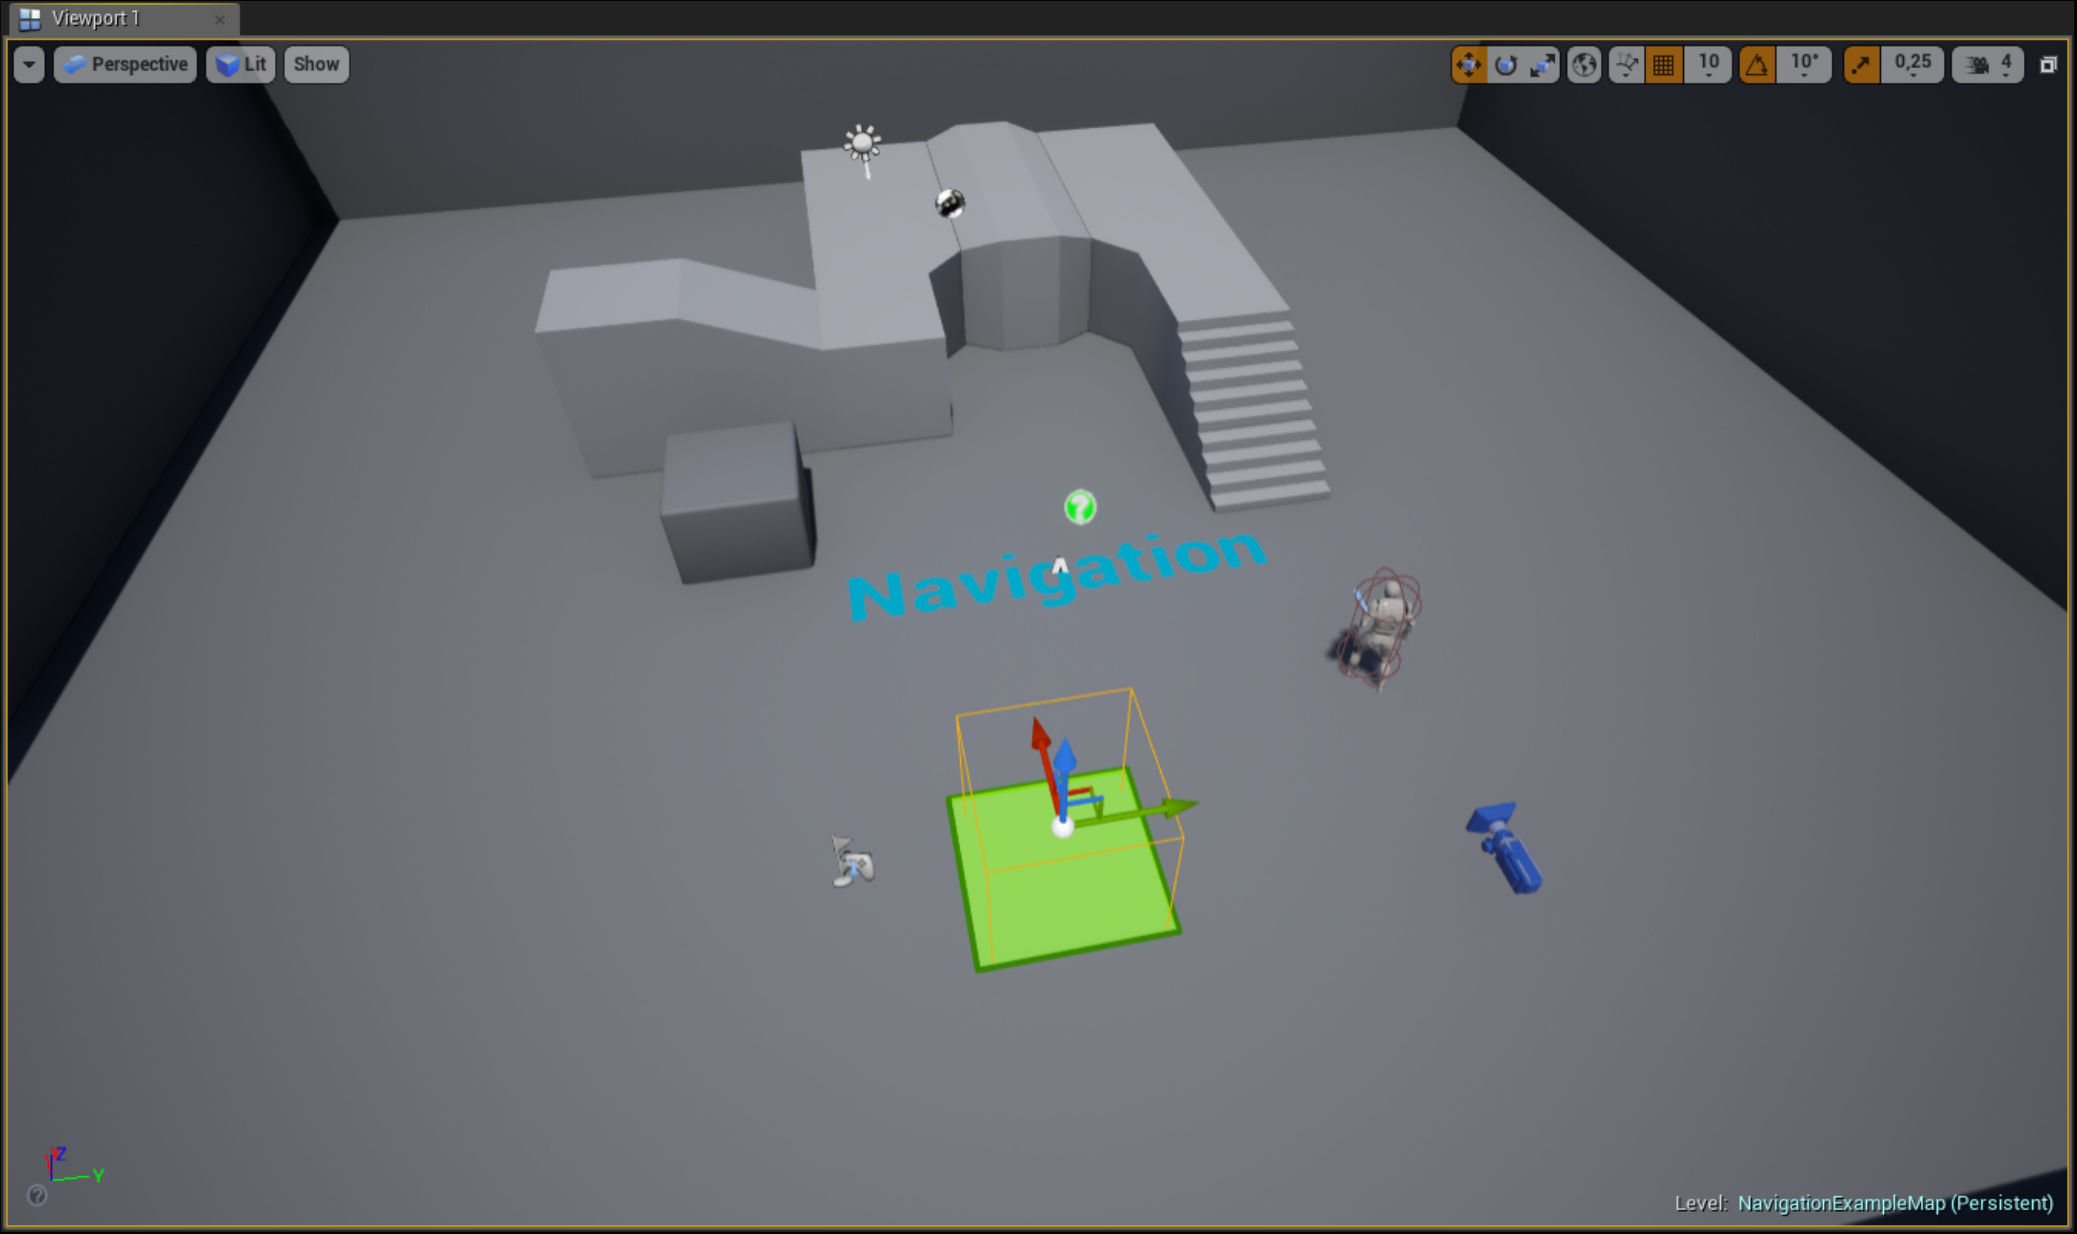 Viewport 1
Perspective
Lit
Show
10
10°
0,25
4
Navigation
Z
Y
Level: NavigationExampleMap (Persistent)